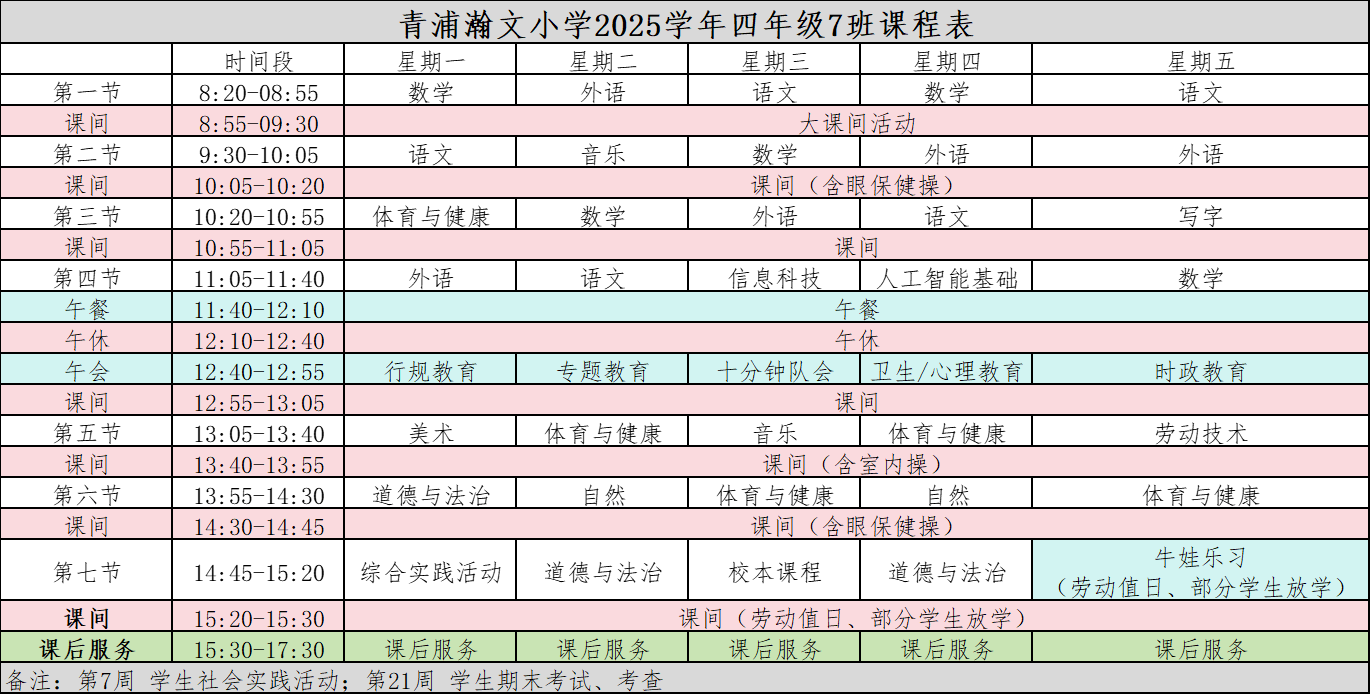 青浦瀚文小学2025学年四年级7班课程表
时间段 星期一 星期二 星期三 星期四 星期五
第一节 8:20-08:55 数学 外语 语文 数学 语文
课间 8:55-09:30 大课间活动
第二节 9:30-10:05 语文 音乐 数学 外语 外语
课间 10:05-10:20 课间（含眼保健操）
第三节 10:20-10:55 体育与健康 数学 外语 语文 写字
课间 10:55-11:05 课间
第四节 11:05-11:40 外语 语文 信息科技 人工智能基础 数学
午餐 11:40-12:10 午餐
午休 12:10-12:40 午休
午会 12:40-12:55 行规教育 专题教育 十分钟队会 卫生/心理教育 时政教育
课间 12:55-13:05 课间
第五节 13:05-13:40 美术 体育与健康 音乐 体育与健康 劳动技术
课间 13:40-13:55 课间（含室内操）
第六节 13:55-14:30 道德与法治 自然 体育与健康 自然 体育与健康
课间 14:30-14:45 课间（含眼保健操）
第七节 14:45-15:20 综合实践活动 道德与法治 校本课程 道德与法治 牛娃乐习
（劳动值日、部分学生放学）
课间 15:20-15:30 课间（劳动值日、部分学生放学）
课后服务 15:30-17:30 课后服务 课后服务 课后服务 课后服务 课后服务
备注：第7周 学生社会实践活动；第21周 学生期末考试、考查